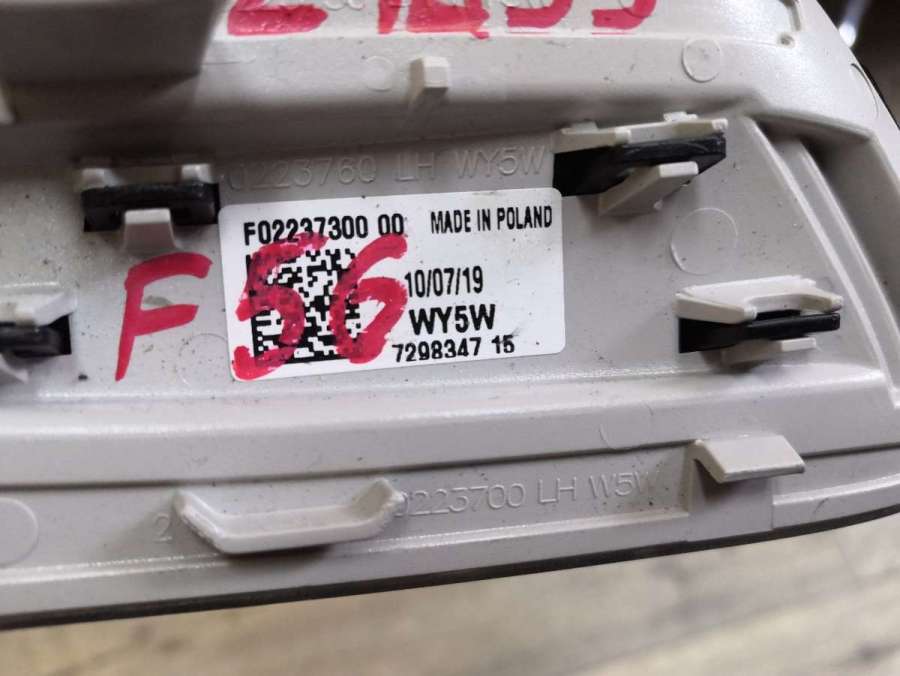 0223760 LH WY5W
F02237300 00 MADE IN POLAND
10/07/19
WY5W
7298347 15
F 56
0223700 LH W5W